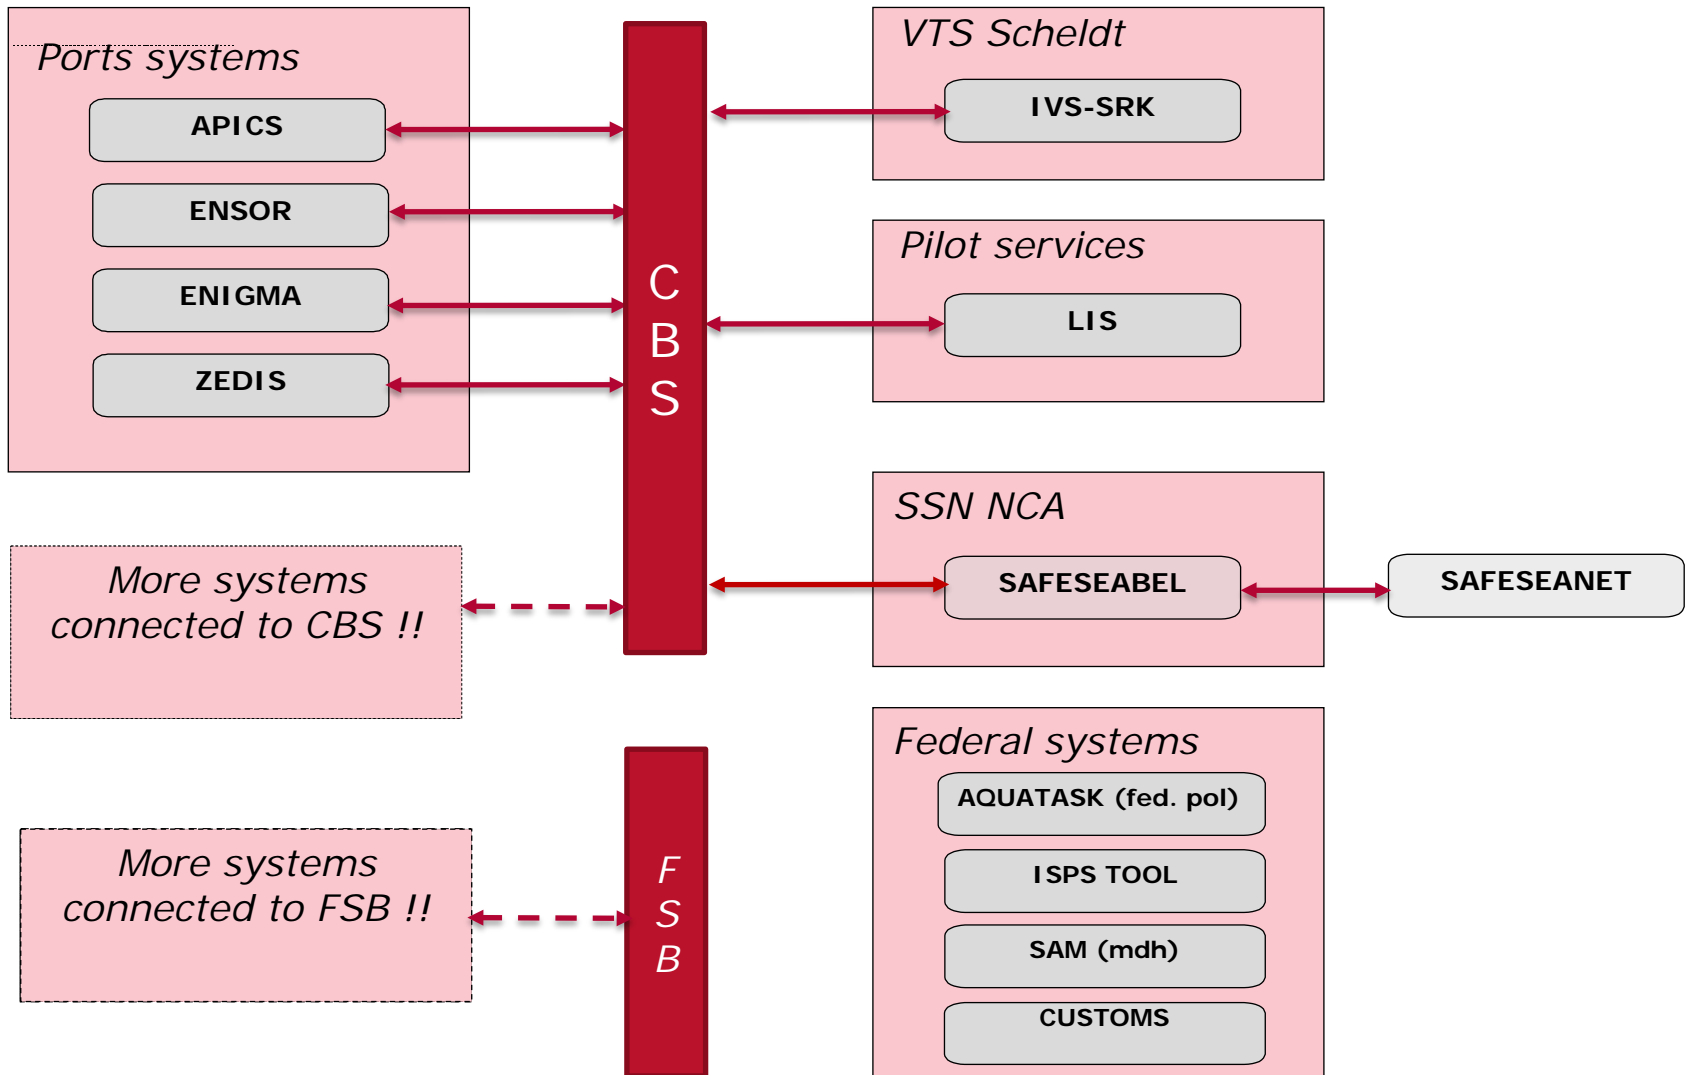 Ports systems
APICS
ENSOR
ENIGMA
ZEDIS
More systems
connected to CBS !!
More systems
connected to FSB !!
C
B
S
F
S
B
VTS Scheldt
IVS-SRK
Pilot services
LIS
SSN NCA
SAFESEABEL
SAFESEANET
Federal systems
AQUATASK (fed. pol)
ISPS TOOL
SAM (mdh)
CUSTOMS